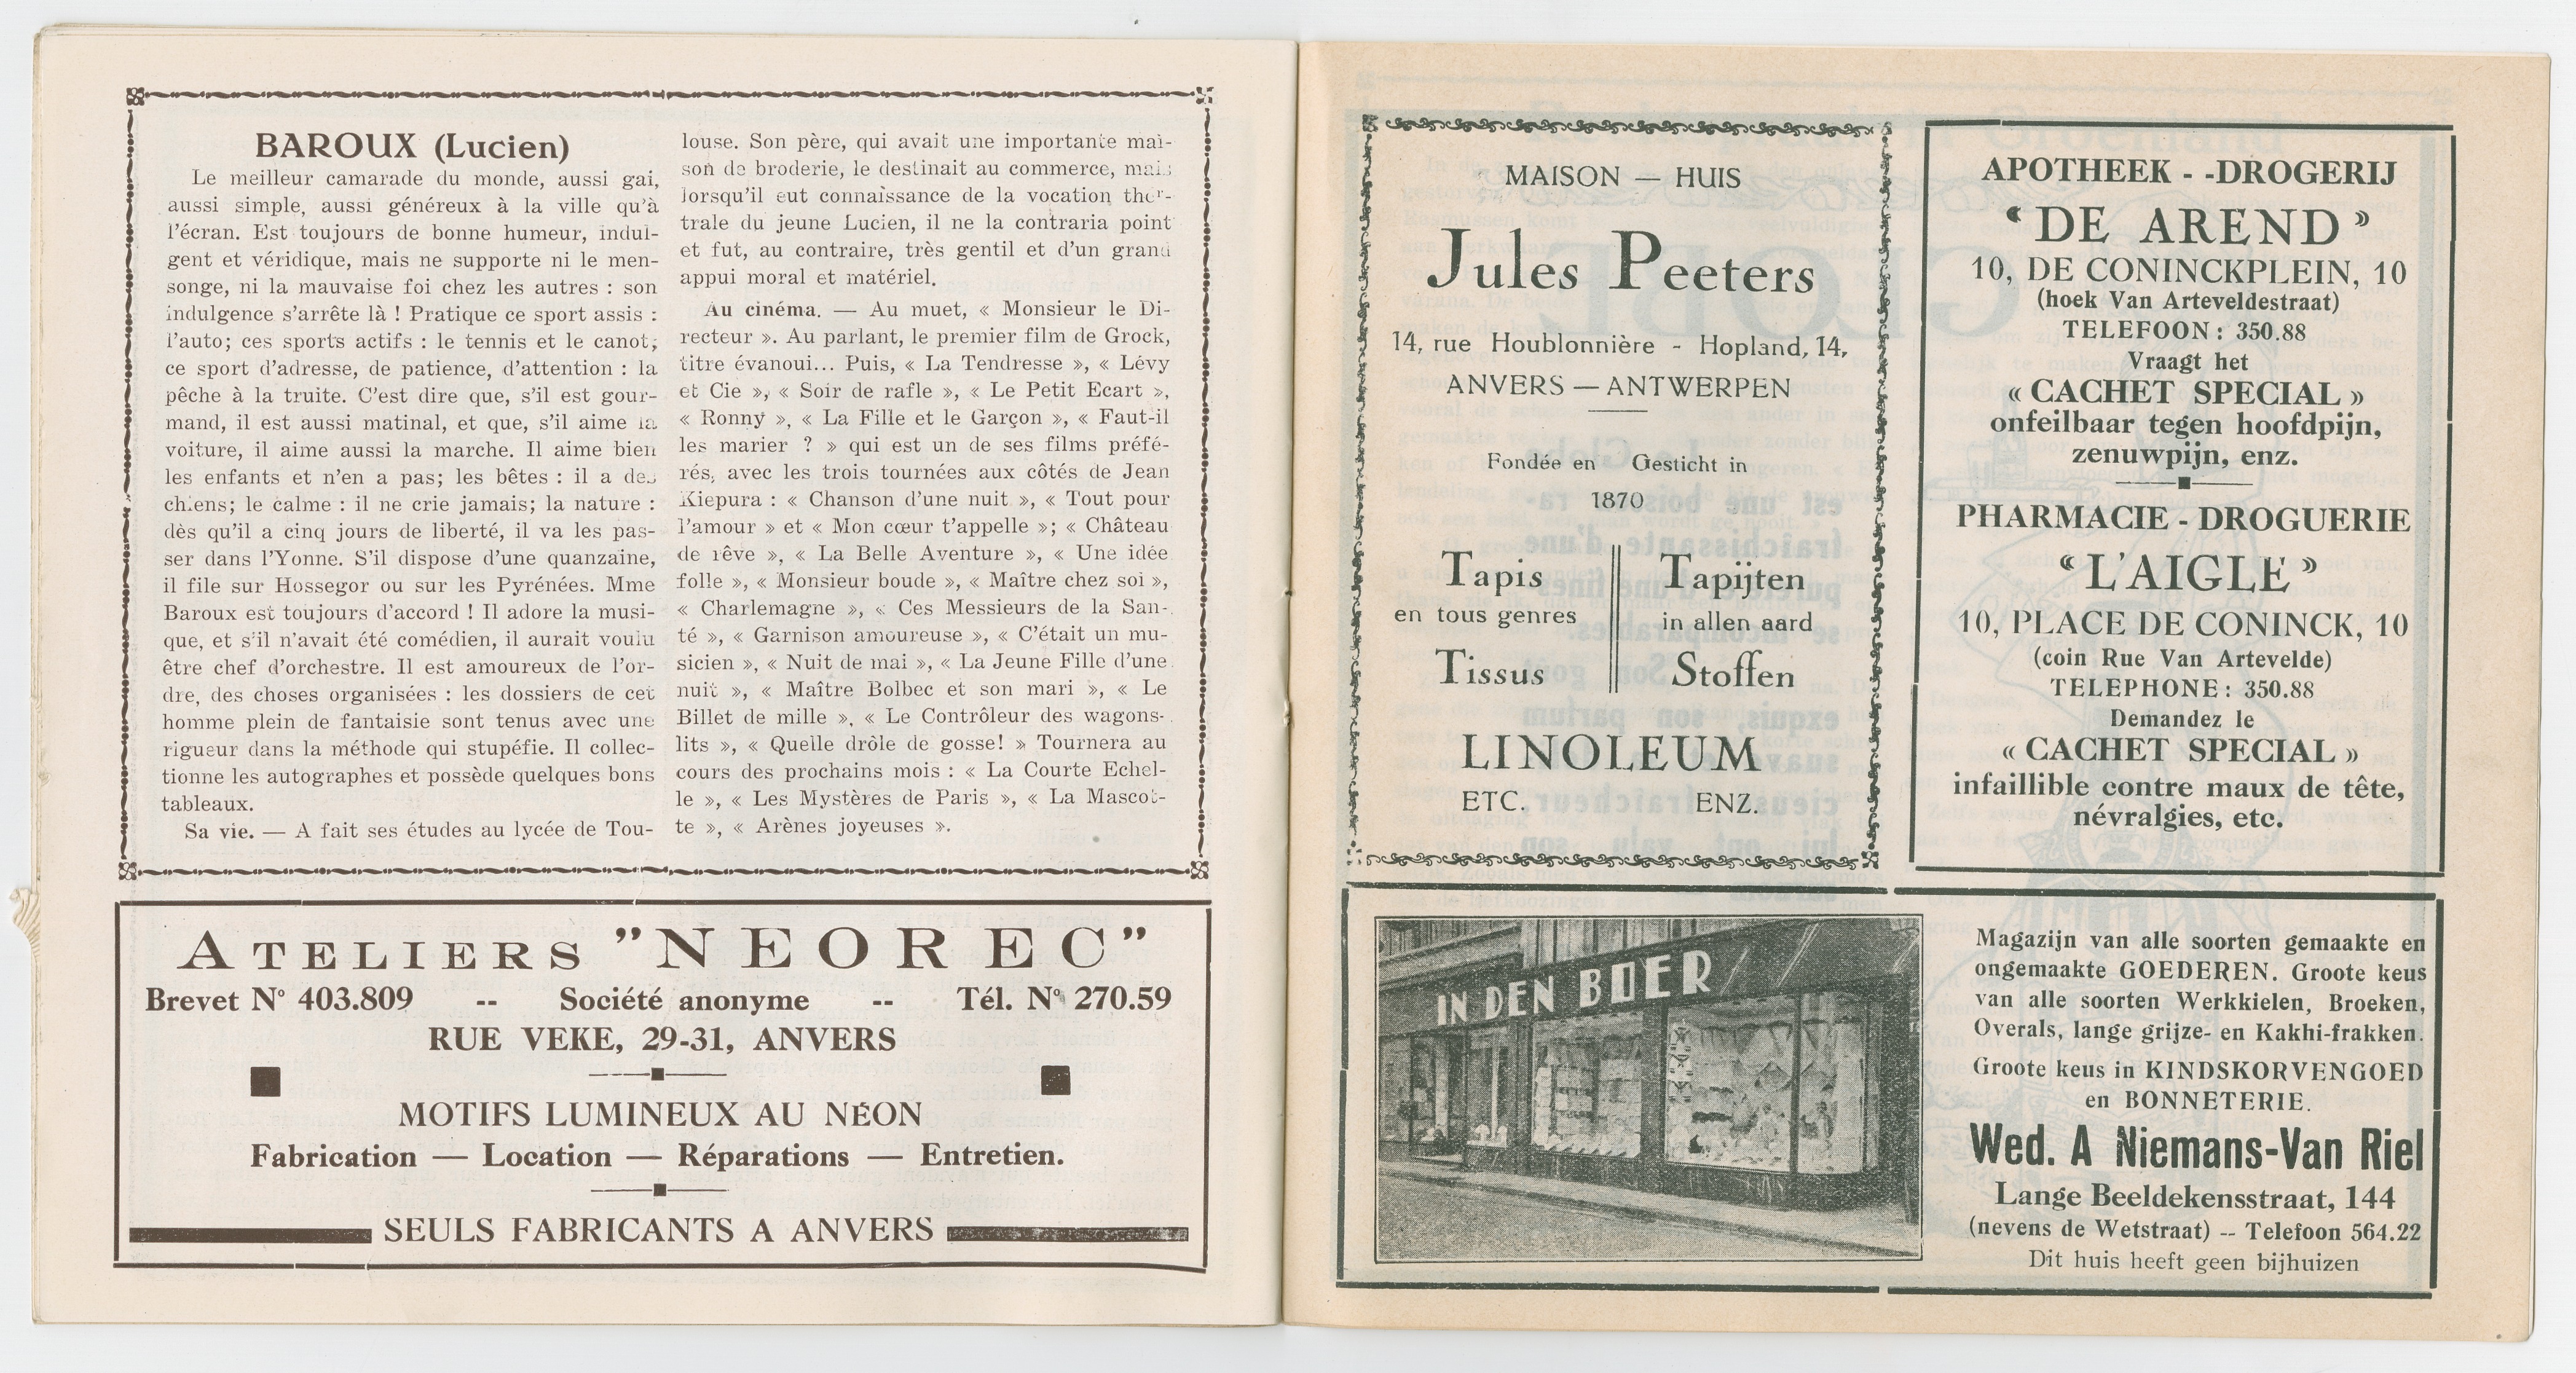 BAROUX (Lucien)
Le meilleur camarade du monde, aussi gai,
aussi simple, aussi généreux à la ville qu'à
l'écran. Est toujours de bonne humeur, indul-
gent et véridique, mais ne supporte ni le men-
songe, ni la mauvaise foi chez les autres : son
indulgence s'arrête là ! Pratique ce sport assis :
l'auto; ces sports actifs : le tennis et le canot;
ce sport d'adresse, de patience, d'attention : la
pêche à la truite. C'est dire que, s'il est gour-
mand, il est aussi matinal, et que, s'il aime la
voiture, il aime aussi la marche. Il aime bien
les enfants et n'en a pas; les bêtes : il a des
chiens; le calme : il ne crie jamais; la nature :
dès qu'il a cinq jours de liberté, il va les pas-
ser dans l'Yonne. S'il dispose d'une quanzaine,
il file sur Hossegor ou sur les Pyrénées. Mme
Baroux est toujours d'accord ! Il adore la musi-
que, et s'il n'avait été comédien, il aurait voulu
être chef d'orchestre. Il est amoureux de l'or-
dre, des choses organisées : les dossiers de cet
homme plein de fantaisie sont tenus avec une
rigueur dans la méthode qui stupéfie. Il collec-
tionne les autographes et possède quelques bons
tableaux.
Sa vie. — A fait ses études au lycée de Tou-
louse. Son père, qui avait une importante mai-
son de broderie, le destinait au commerce, mais
lorsqu'il eut connaissance de la vocation
trale du jeune Lucien, il ne la contraria point
et fut, au contraire, très gentil et d'un grand
appui moral et matériel.
Au cinéma. — Au muet, « Monsieur le Di-
recteur ». Au parlant, le premier film de Grock,
titre évanoui... Puis, « La Tendresse », « Lévy
et Cie », « Soir de rafle », « Le Petit Ecart »,
« Ronny », « La Fille et le Garçon », « Faut-il
les marier ? » qui est un de ses films préfé-
rés, avec les trois tournées aux côtés de Jean
Kiepura : « Chanson d'une nuit », « Tout pour
l'amour » et « Mon cœur t'appelle »; « Château
de rêve », « La Belle Aventure », « Une idée
folle », « Monsieur boude », « Maître chez soi »,
« Charlemagne », « Ces Messieurs de la San-
té », « Garnison amoureuse », « C'était un mu-
sicien », « Nuit de mai », « La Jeune Fille d'une
nuit », « Maître Bolbec et son mari », « Le
Billet de mille », « Le Contrôleur des wagons-
lits », « Quelle drôle de gosse! » Tournera au
cours des prochains mois : « La Courte Echel-
le », « Les Mystères de Paris », « La Mascot-
te », « Arènes joyeuses ».
ATELIERS "NEOREC"
Brevet N° 403.809 -- Société anonyme -- Tél. N° 270.59
RUE VEKE, 29-31, ANVERS
MOTIFS LUMINEUX AU NÉON
Fabrication — Location — Réparations — Entretien.
SEULS FABRICANTS A ANVERS
MAISON — HUIS
Jules Peeters
14, rue Houblonnière - Hopland, 14,
ANVERS — ANTWERPEN
Fondée en Gesticht in
1870
Tapis Tapijten
en tous genres in allen aard
Tissus Stoffen
LINOLEUM
ETC. ENZ.
APOTHEEK - -DROGERIJ
« DE AREND »
10, DE CONINCKPLEIN, 10
(hoek Van Arteveldestraat)
TELEFOON : 350.88
Vraagt het
« CACHET SPECIAL »
onfeilbaar tegen hoofdpijn,
zenuwpijn, enz.
PHARMACIE - DROGUERIE
« L'AIGLE »
10, PLACE DE CONINCK, 10
(coin Rue Van Artevelde)
TELEPHONE : 350.88
Demandez le
« CACHET SPECIAL »
infaillible contre maux de tête,
névralgies, etc.
IN DEN BOER
Magazijn van alle soorten gemaakte en
ongemaakte GOEDEREN. Groote keus
van alle soorten Werkkielen, Broeken,
Overals, lange grijze- en Kakhi-frakken.
Groote keus in KINDSKORVENGOED
en BONNETERIE.
Wed. A Niemans-Van Riel
Lange Beeldekensstraat, 144
(nevens de Wetstraat) -- Telefoon 564.22
Dit huis heeft geen bijhuizen